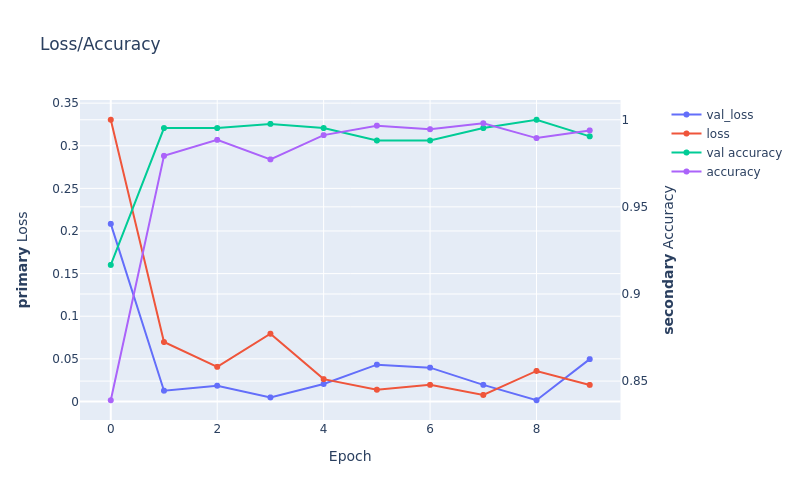 Loss/Accuracy
0.35
0.3
0.25
0.2
0.15
0.1
0.05
0
primary Loss
0
2
4
6
8
Epoch
1
0.95
0.9
0.85
secondary Accuracy
val_loss
loss
val accuracy
accuracy